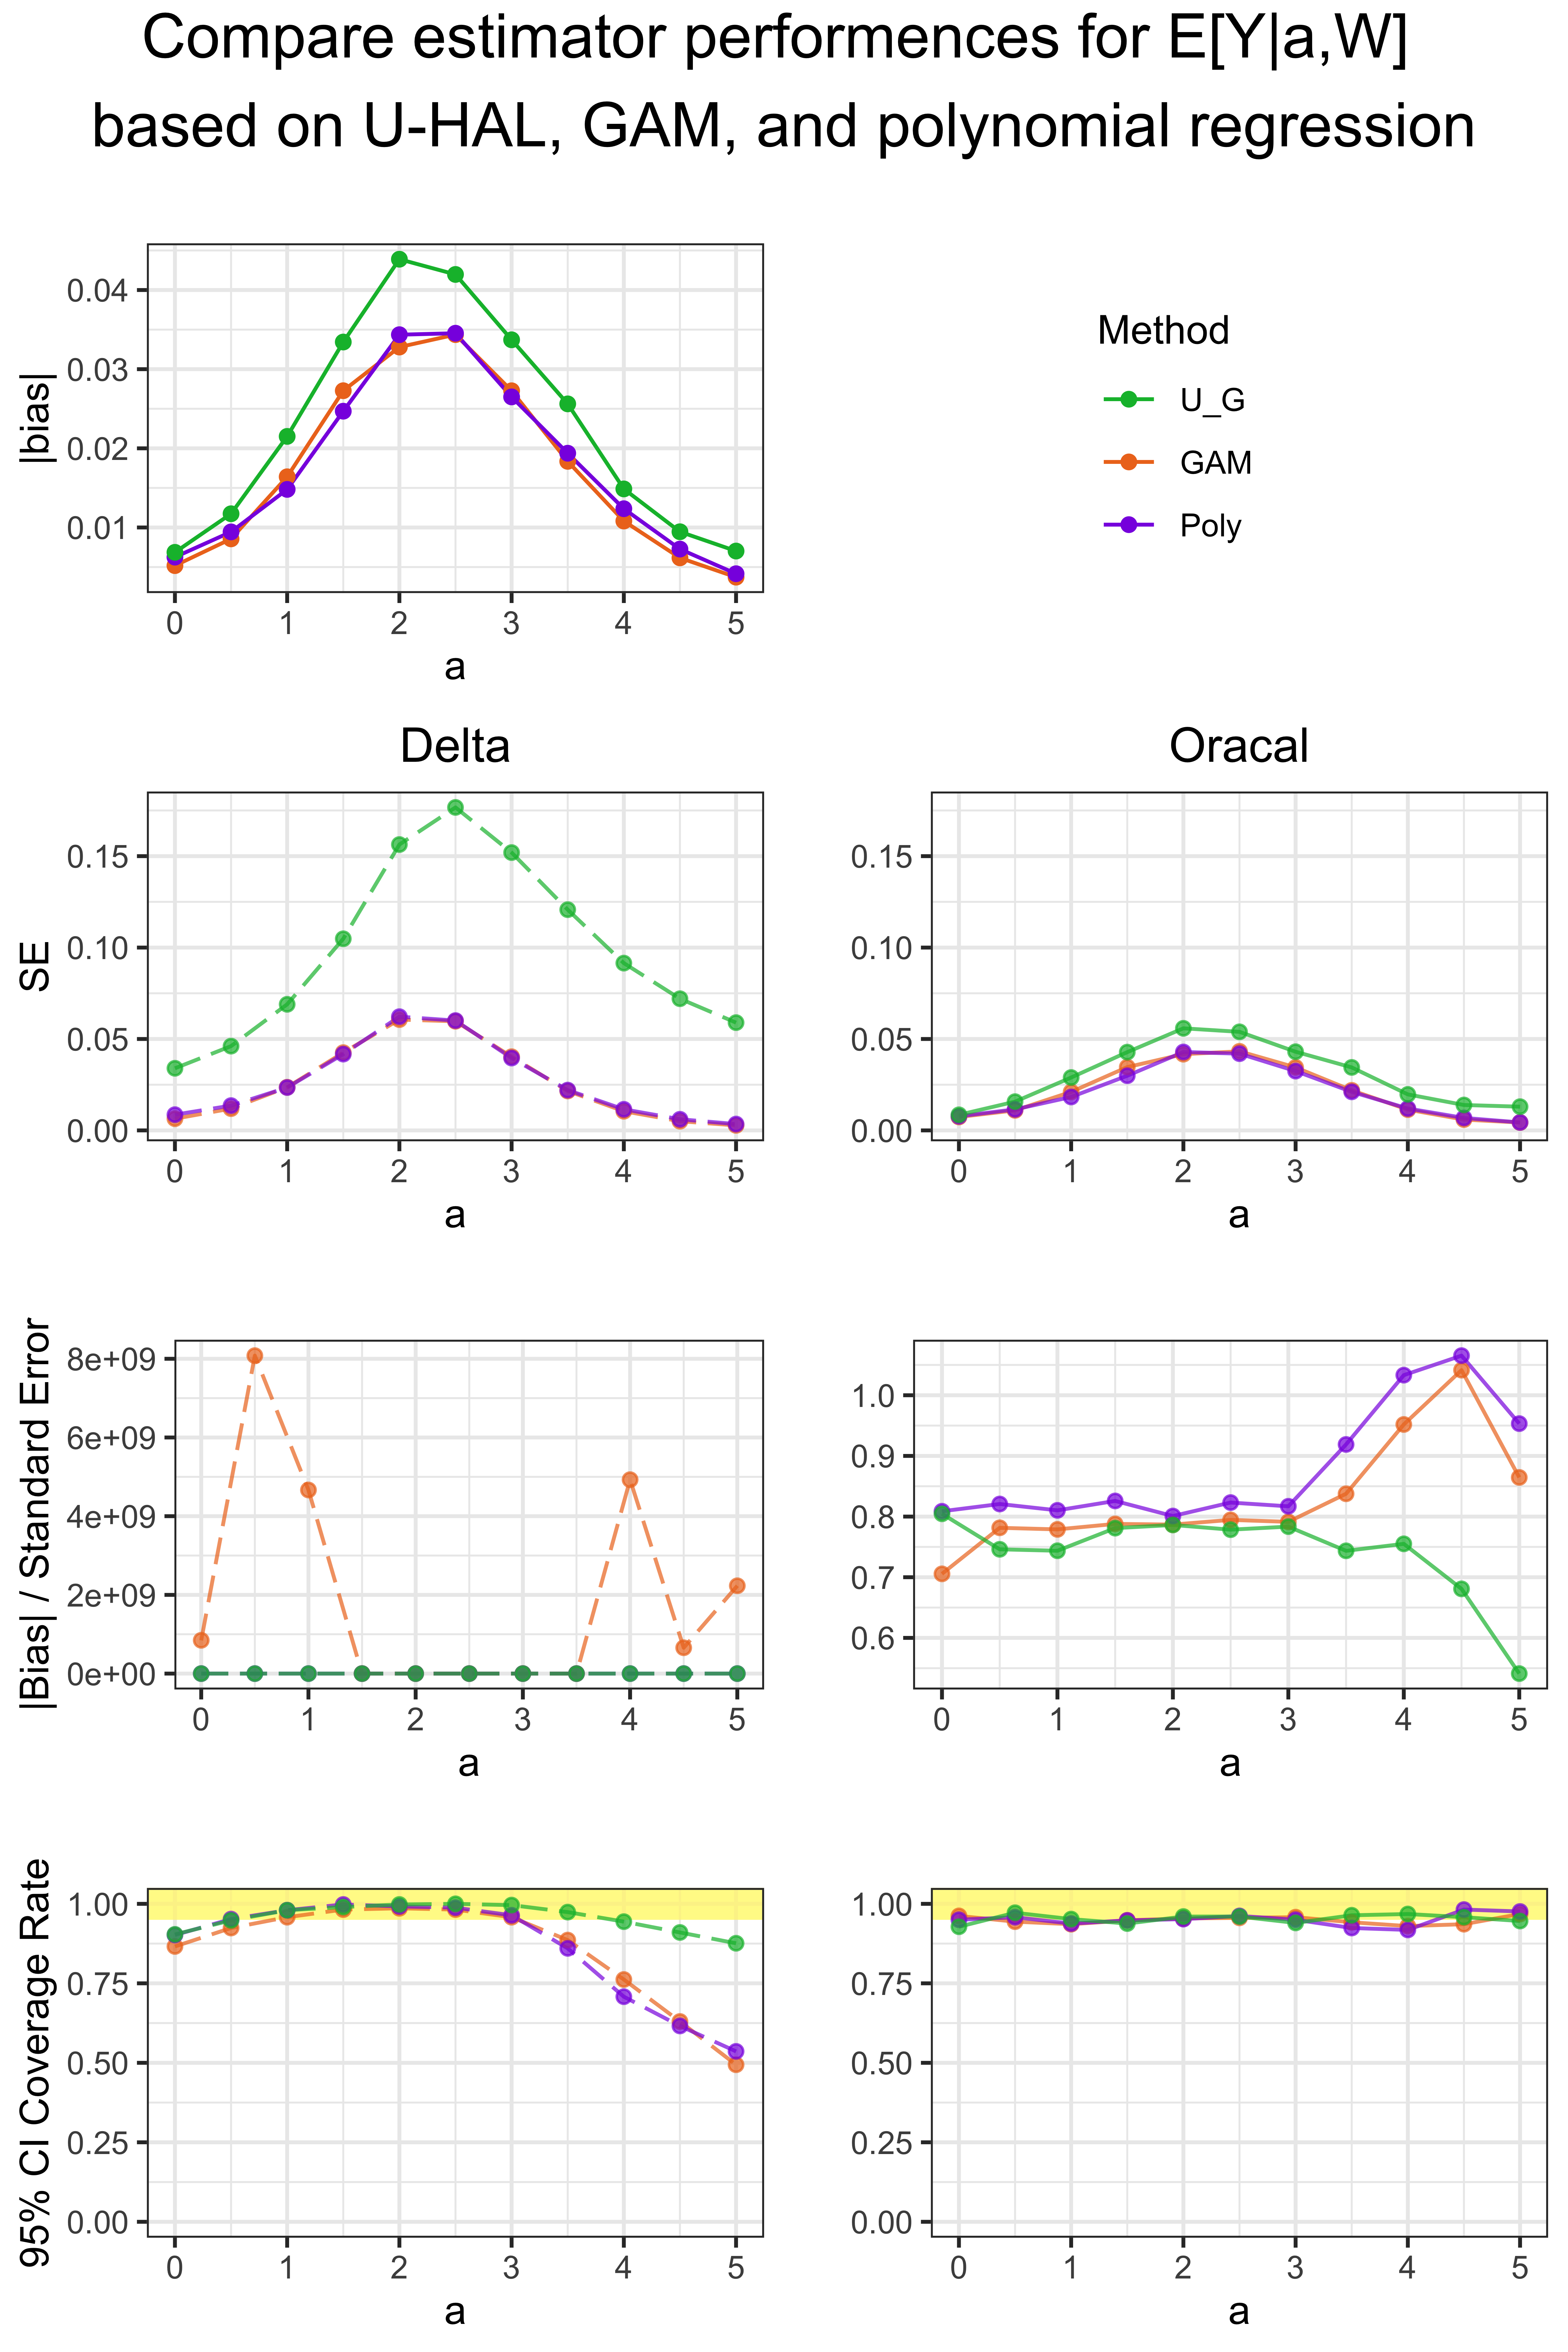 Compare estimator performences for E[Y|a,W]
based on U-HAL, GAM, and polynomial regression
|bias|
0.04
0.03
0.02
0.01
0 1 2 3 4 5
a
Method
U_G
GAM
Poly
Delta
SE
0.15
0.10
0.05
0.00
0 1 2 3 4 5
a
Oracal
0.15
0.10
0.05
0.00
0 1 2 3 4 5
a
|Bias| / Standard Error
8e+09
6e+09
4e+09
2e+09
0e+00
0 1 2 3 4 5
a
1.0
0.9
0.8
0.7
0.6
0 1 2 3 4 5
a
95% CI Coverage Rate
1.00
0.75
0.50
0.25
0.00
0 1 2 3 4 5
a
1.00
0.75
0.50
0.25
0.00
0 1 2 3 4 5
a